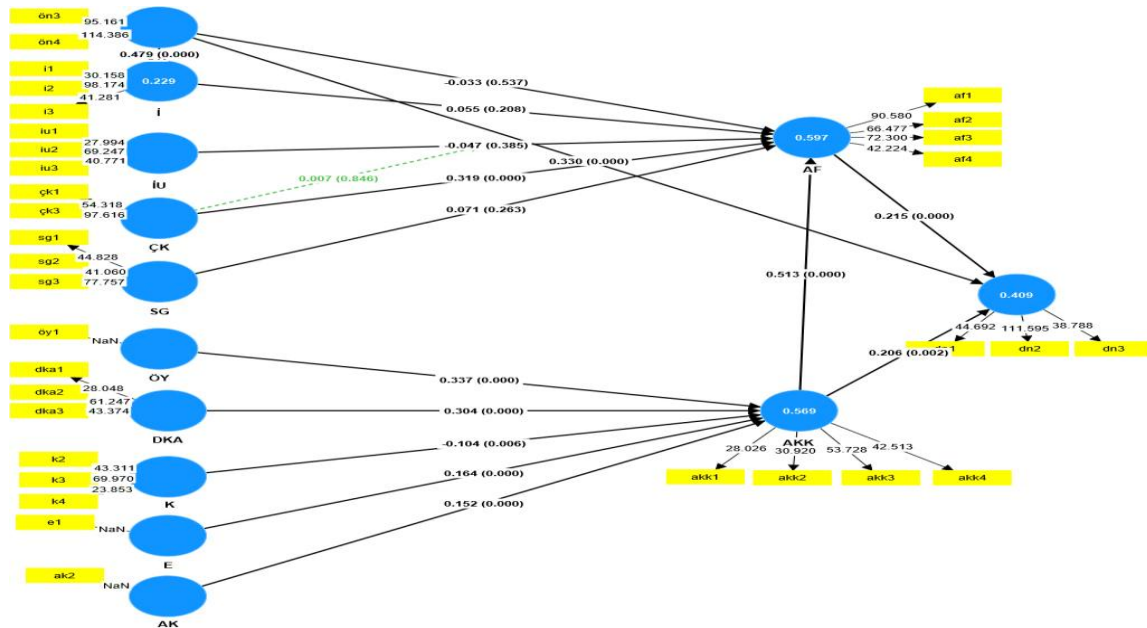 ön3
95.161
114.386
ön4
0.479 (0.000)
i1
30.158
0.229
i2
98.174
41.281
i3
İ
iu1
27.994
iu2
69.247
iu3
40.771
İU
çk1
54.318
çk3
97.616
ÇK
sg1
44.828
sg2
41.060
sg3
77.757
SG
öy1
NaN
ÖY
dka1
28.048
dka2
61.247
dka3
43.374
DKA
k2
43.311
k3
69.970
23.853
k4
K
e1
NaN
E
ak2
NaN
AK
-0.033 (0.537)
0.055 (0.208)
-0.047 (0.385)
0.330 (0.000)
0.007 (0.846)
0.319 (0.000)
0.071 (0.263)
0.513 (0.000)
0.337 (0.000)
0.304 (0.000)
-0.104 (0.006)
0.164 (0.000)
0.152 (0.000)
0.597
AF
90.580
af1
66.477
af2
72.300
af3
42.224
af4
0.215 (0.000)
0.409
44.692
111.595
38.788
dn2
dn3
0.206 (0.002)
0.569
AKK
28.026
30.920
53.728
42.513
akk1
akk2
akk3
akk4